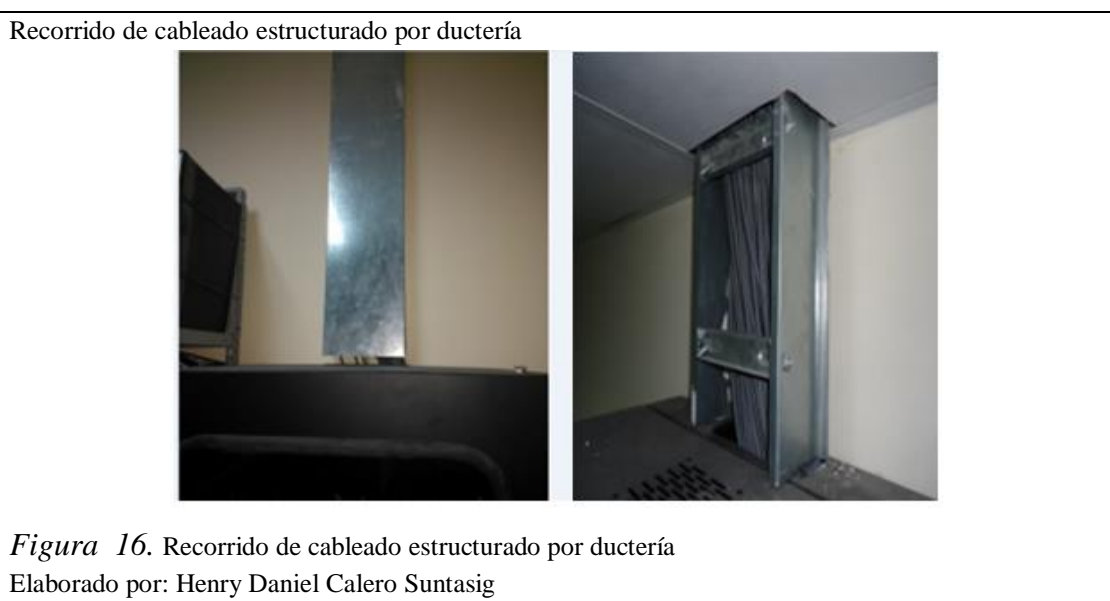 Recorrido de cableado estructurado por ductería
Figura 16. Recorrido de cableado estructurado por ductería
Elaborado por: Henry Daniel Calero Suntasig